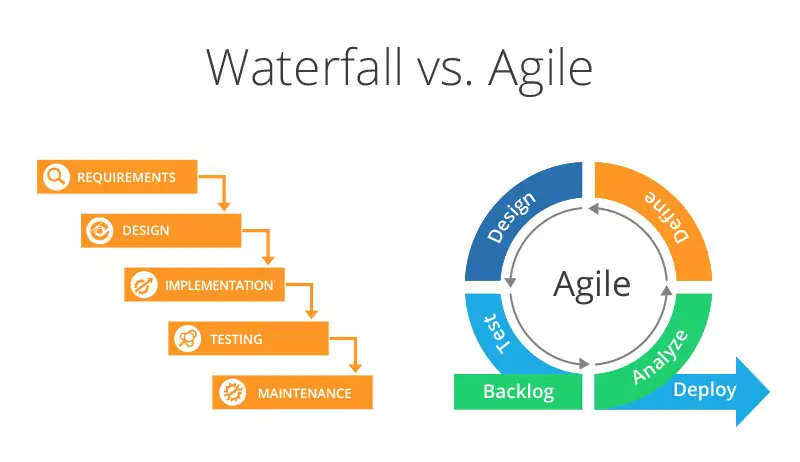 Waterfall vs. Agile
REQUIREMENTS
DESIGN
IMPLEMENTATION
TESTING
MAINTENANCE
Design
Define
Agile
Test
Analyze
Backlog
Deploy